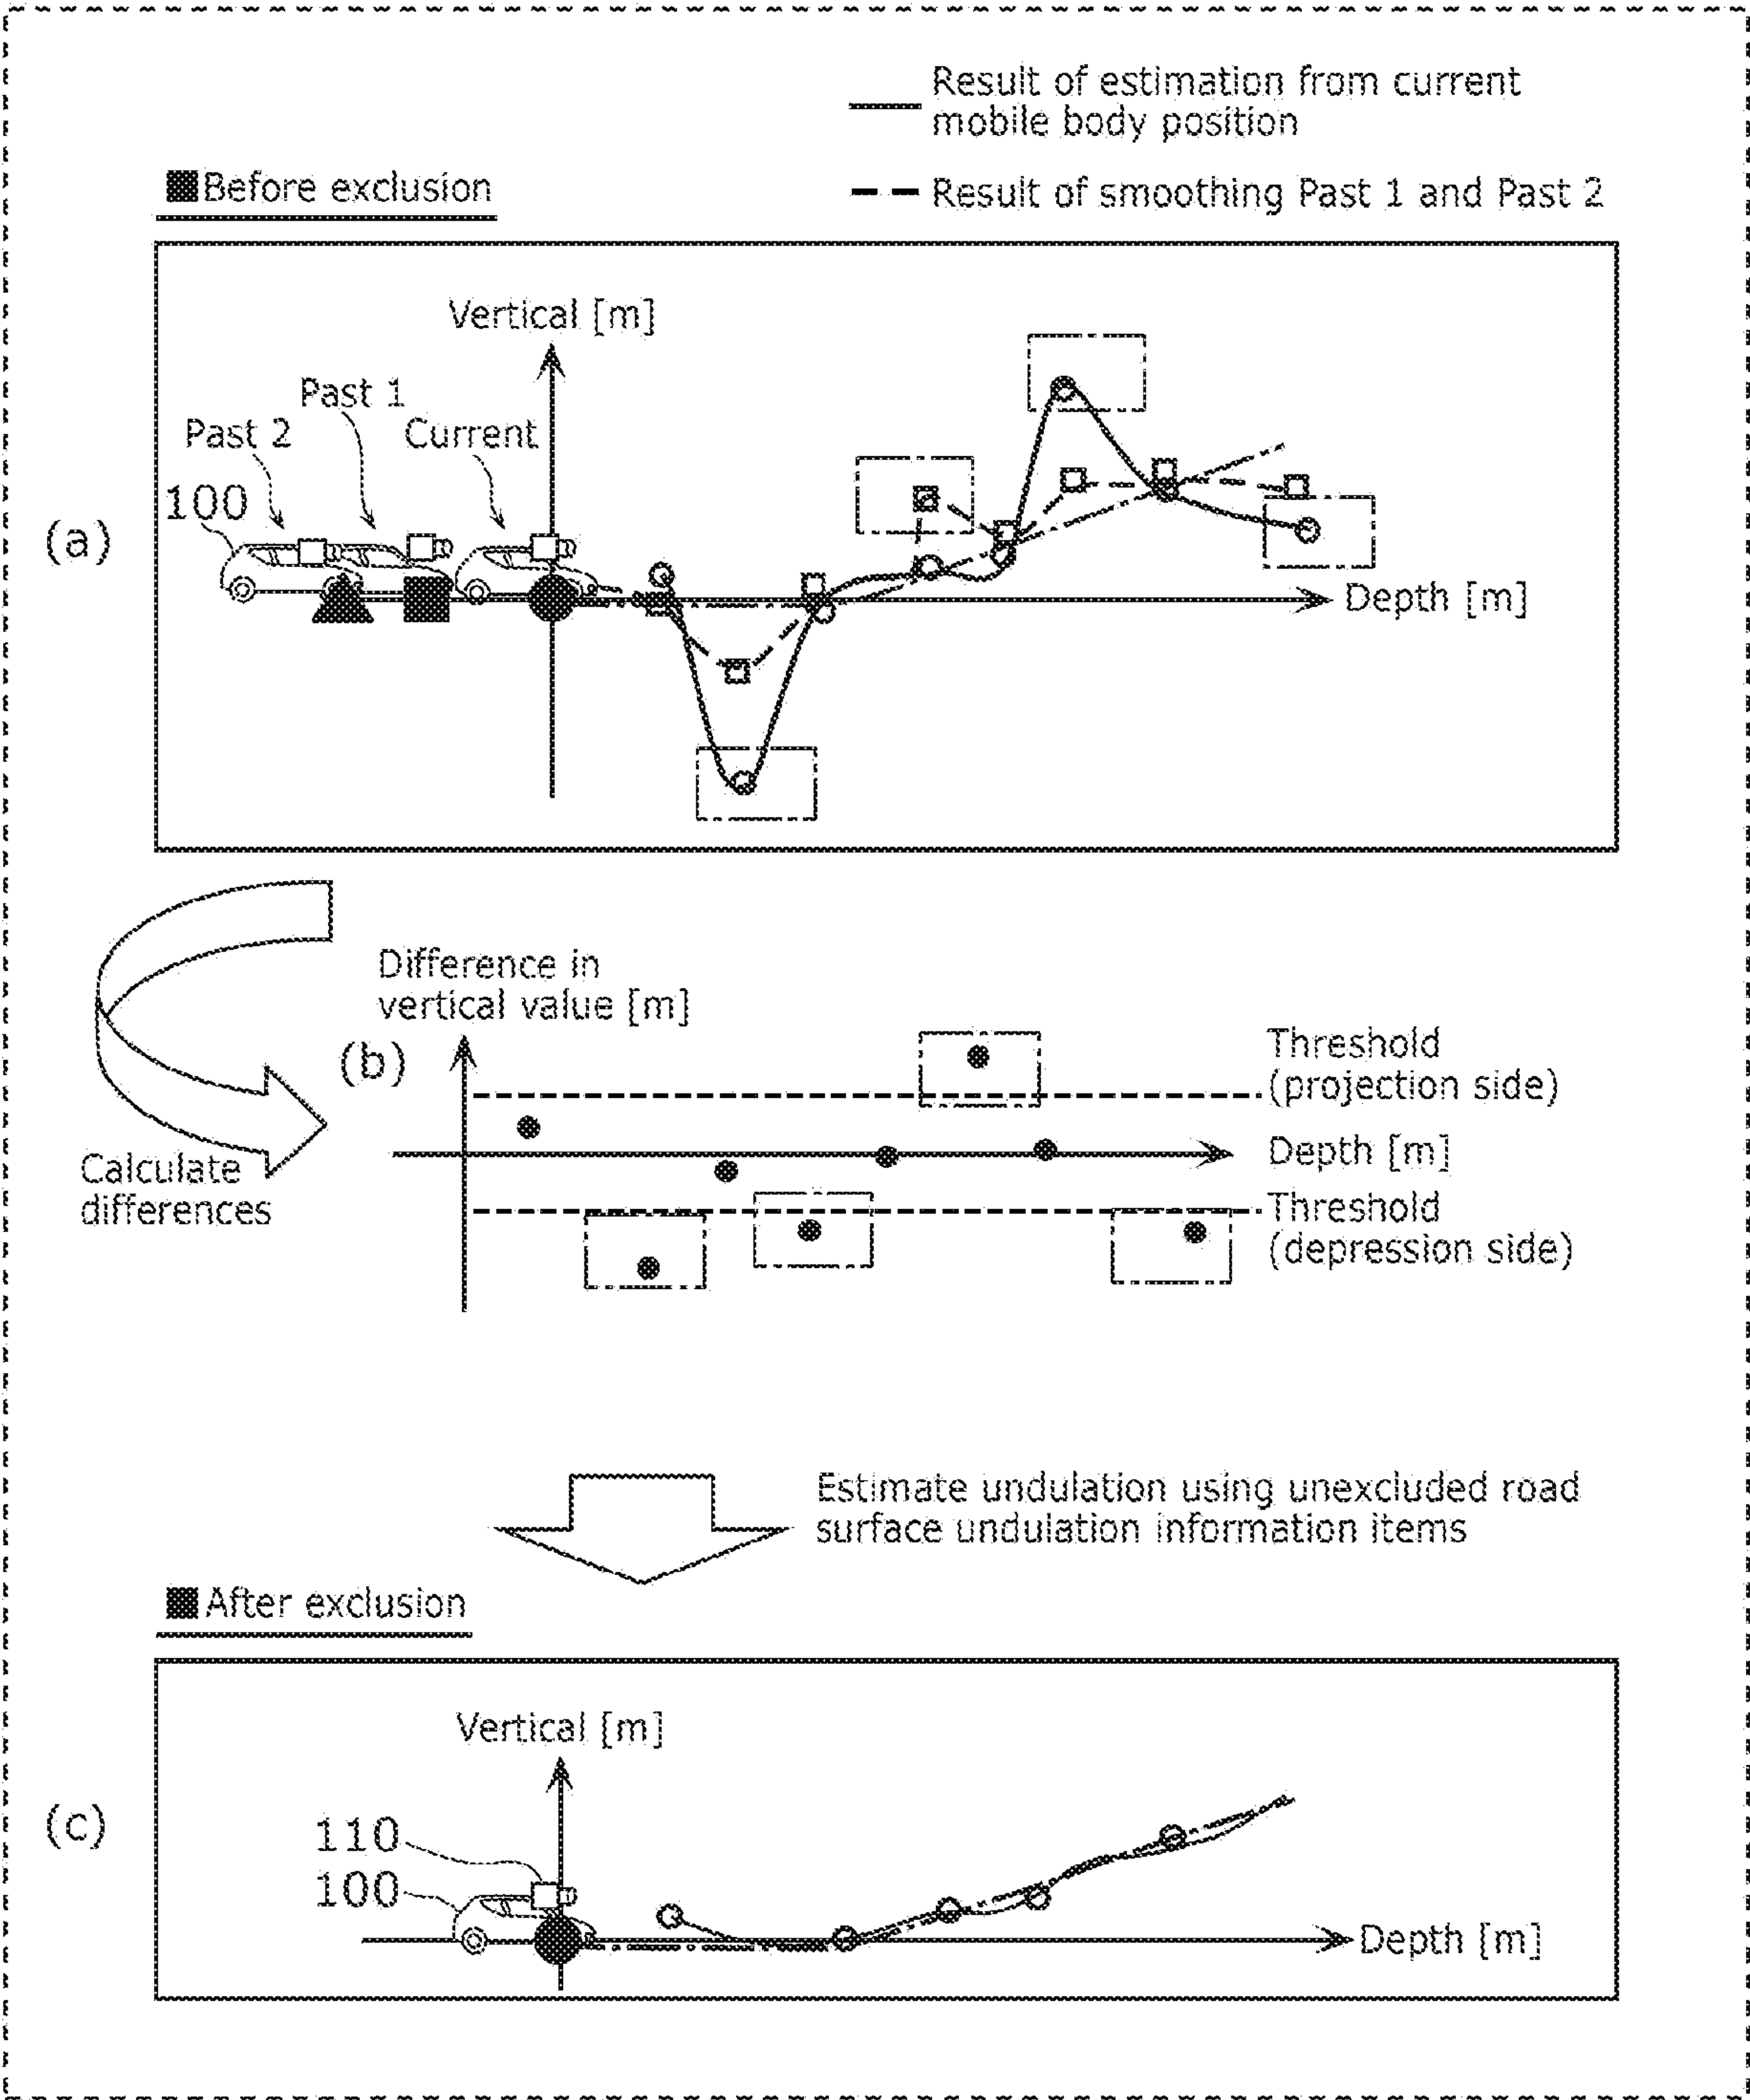 Result of estimation from current
mobile body position
Before exclusion
Result of smoothing Past 1 and Past 2
Vertical [m]
Past 1
Past 2
Current
100
(a)
Depth [m]
Difference in
vertical value [m]
(b)
Threshold
(projection side)
Depth [m]
Calculate
differences
Threshold
(depression side)
Estimate undulation using unexcluded road
surface undulation information items
After exclusion
Vertical [m]
(c)
110
100
Depth [m]